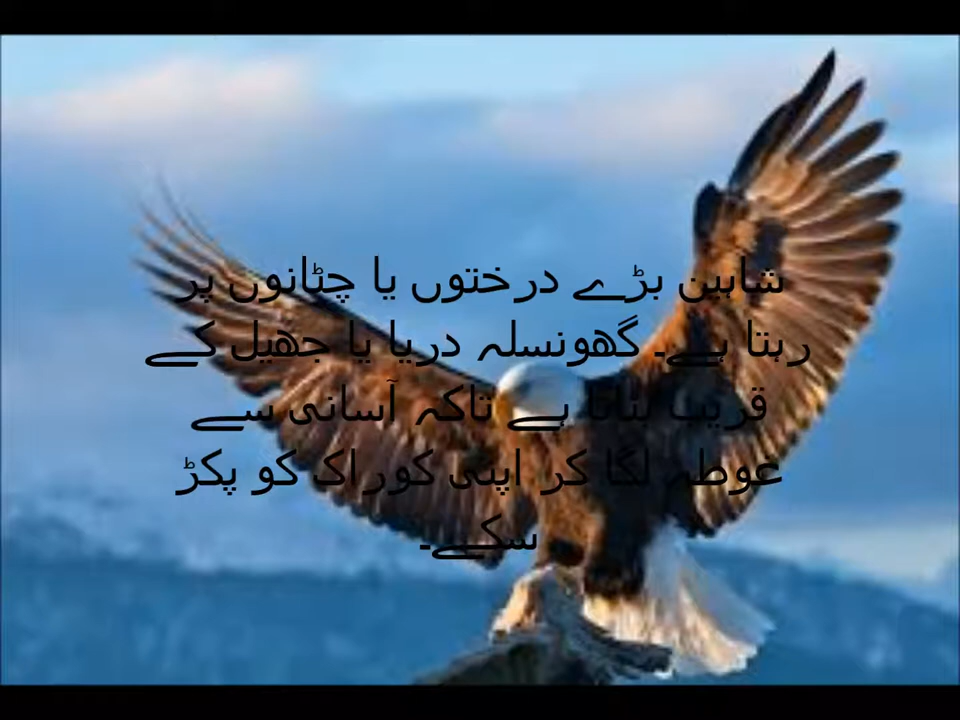 شاہین بڑے درختوں یا چٹانوں پر
رہتا ہے۔ گھونسلہ دریا یا جھیل کے
قریب بناتا ہے تاکہ آسانی سے
غوطہ لگا کر اپنی کوراک کو پکڑ
سکے۔